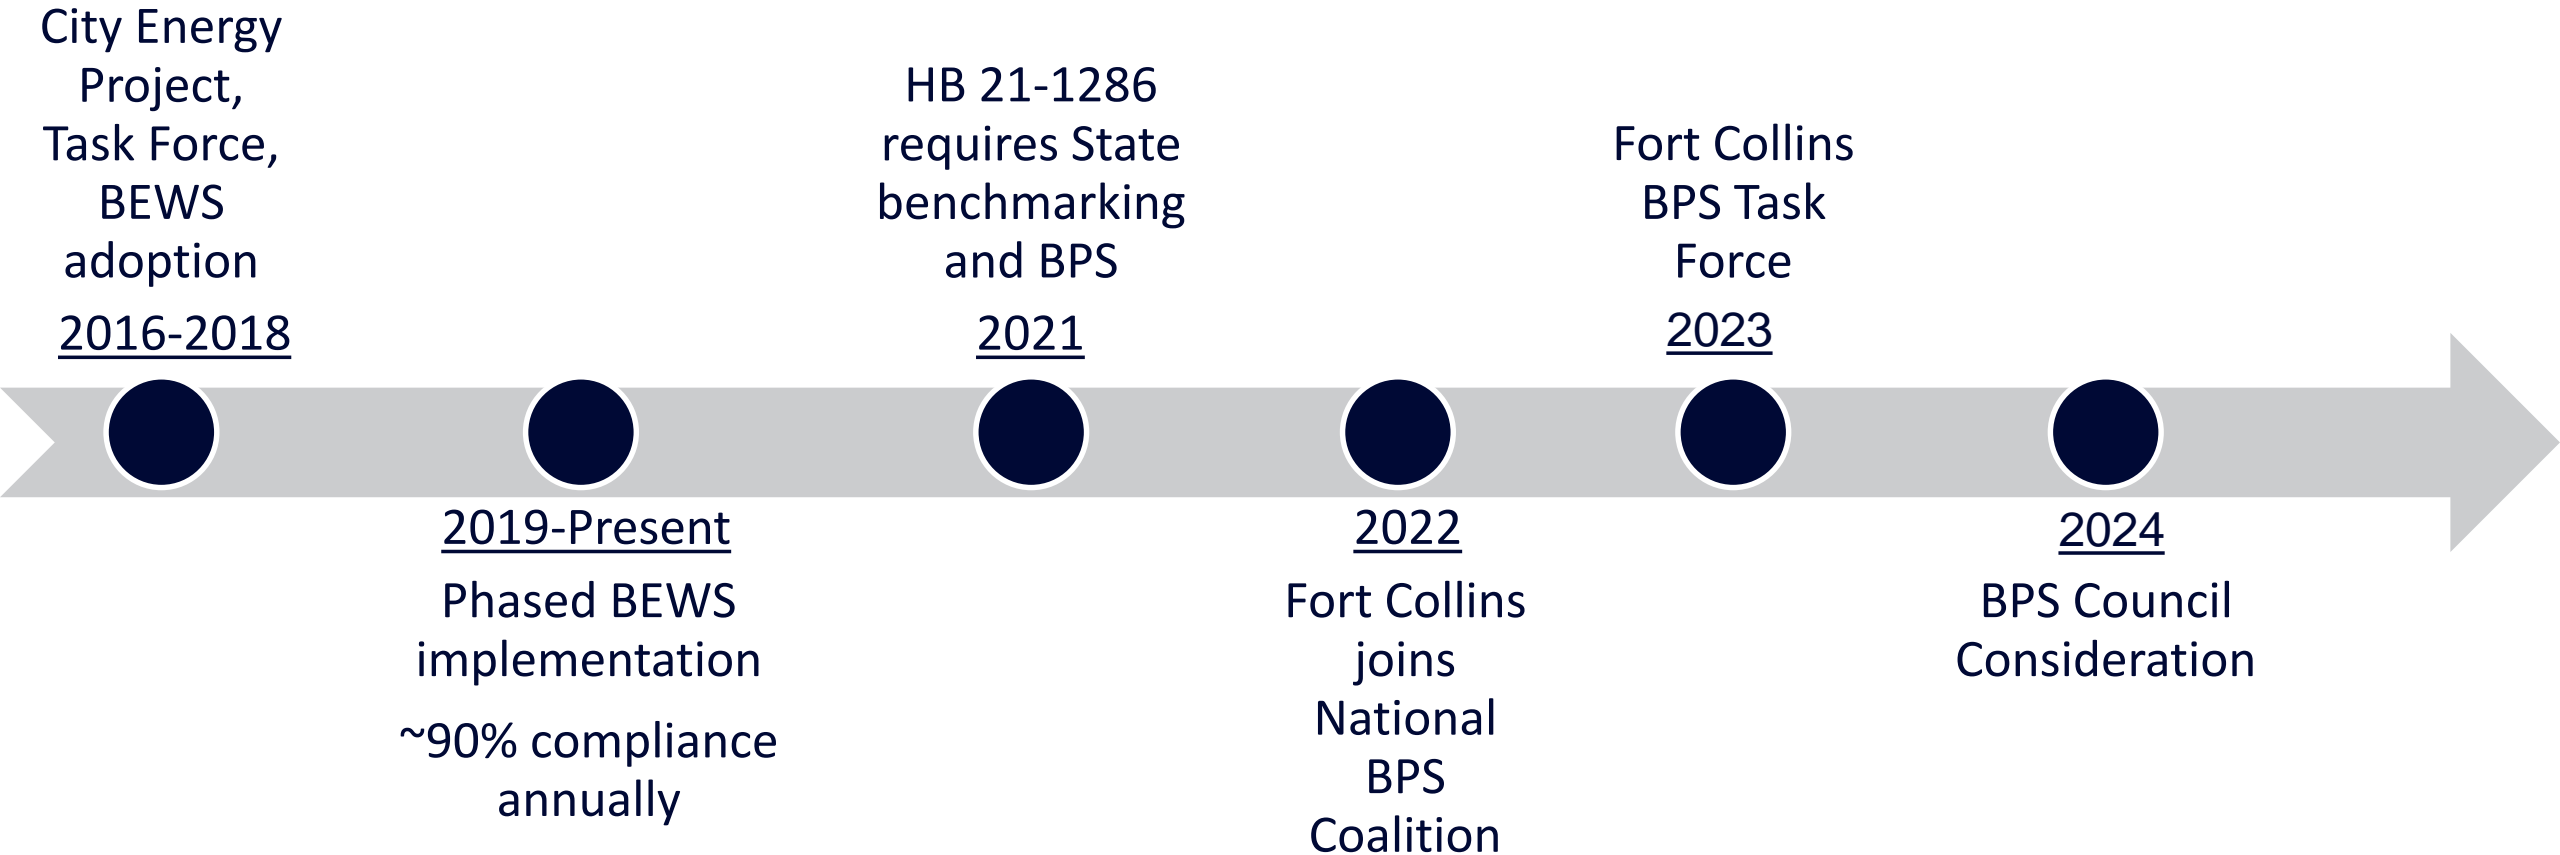 City Energy
Project,
Task Force,
BEWS
adoption
2016-2018
2019-Present
Phased BEWS
implementation
~90% compliance
annually
HB 21-1286
requires State
benchmarking
and BPS
2021
2022
Fort Collins
joins
National
BPS
Coalition
Fort Collins
BPS Task
Force
2023
2024
BPS Council
Consideration